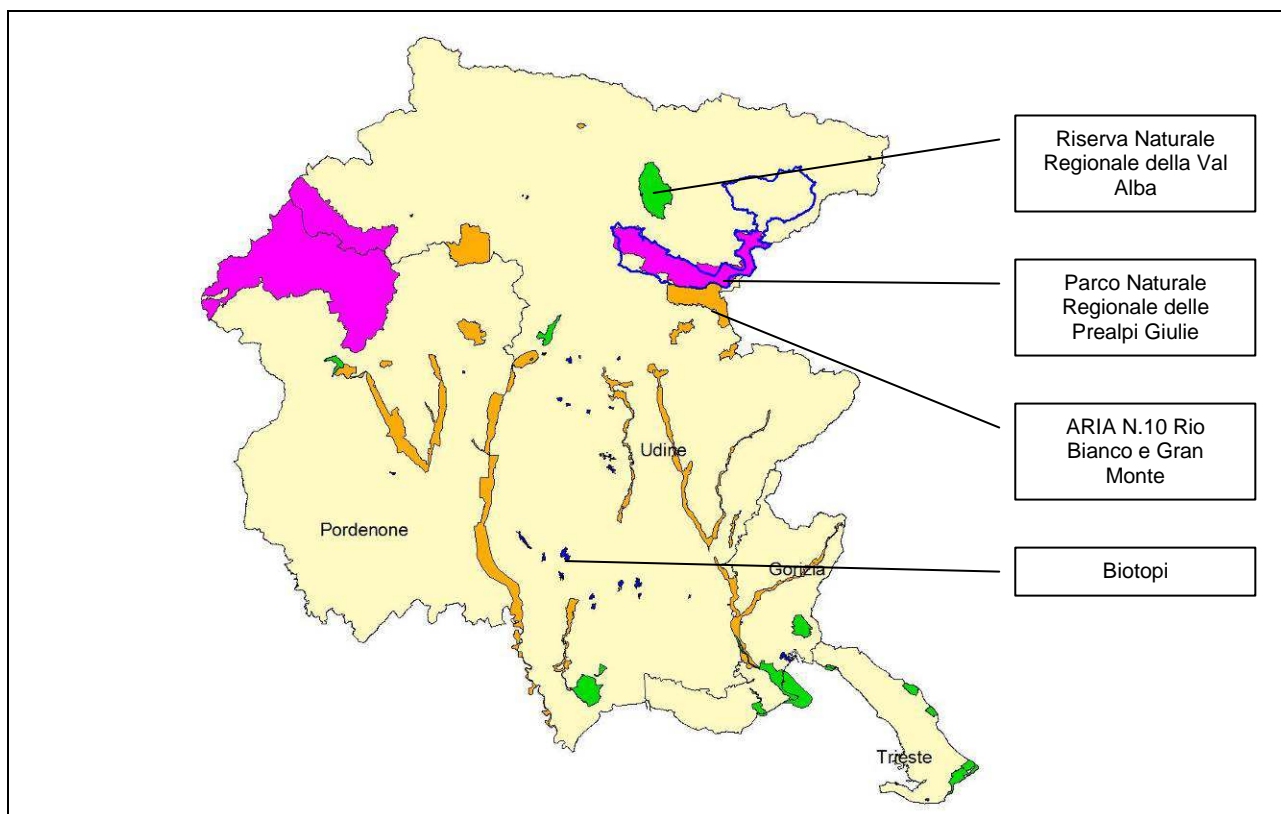 Riserva Naturale
Regionale della Val
Alba
Parco Naturale
Regionale delle
Prealpi Giulie
ARIA N.10 Rio
Bianco e Gran
Monte
Udine
Pordenone
Gorizia
Biotopi
Trieste